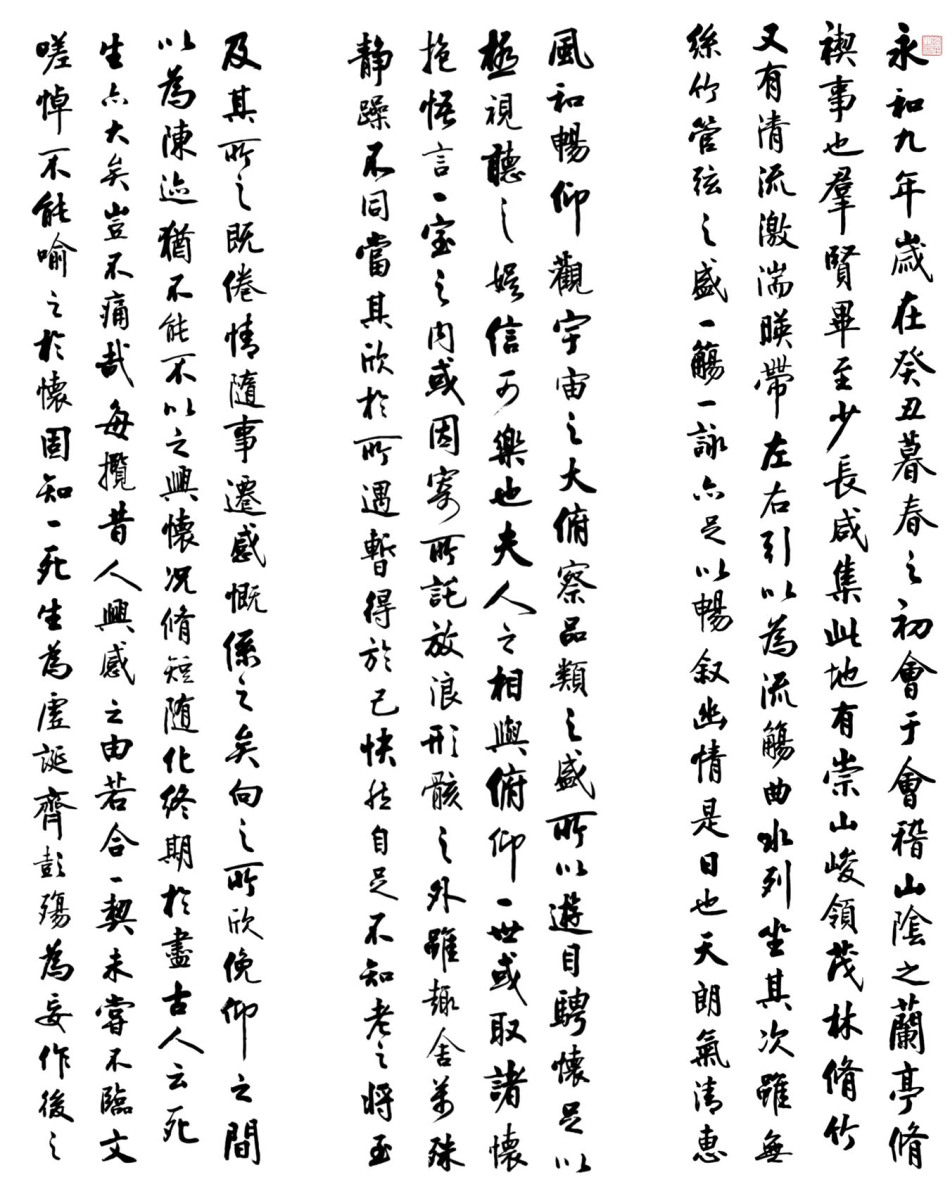 永和九年歲在癸丑暮春之初會于會稽山陰之蘭亭脩
禊事也羣賢畢至少長咸集此地有崇山峻領茂林脩竹
又有清流激湍暎帶左右引以為流觴曲水列坐其次雖無
絲竹管弦之盛一觴一詠亦足以暢叙幽情是日也天朗氣清惠
風和暢仰觀宇宙之大俯察品類之盛所以遊目騁懷足以
極視聽之娛信可樂也夫人之相與俯仰一世或取諸懷
抱悟言一室之內或因寄所託放浪形骸之外雖趣舍萬殊
静躁不同當其欣於所遇暫得於己快然自足不知老之將至
及其所之既倦情隨事遷感慨係之矣向之所欣俛仰之間
以為陳迹猶不能不以之興懷況脩短随化終期於盡古人云死
生亦大矣豈不痛哉每攬昔人興感之由若合一契未嘗不臨文
嗟悼不能喻之於懷固知一死生為虛誕齊彭殤為妄作後之